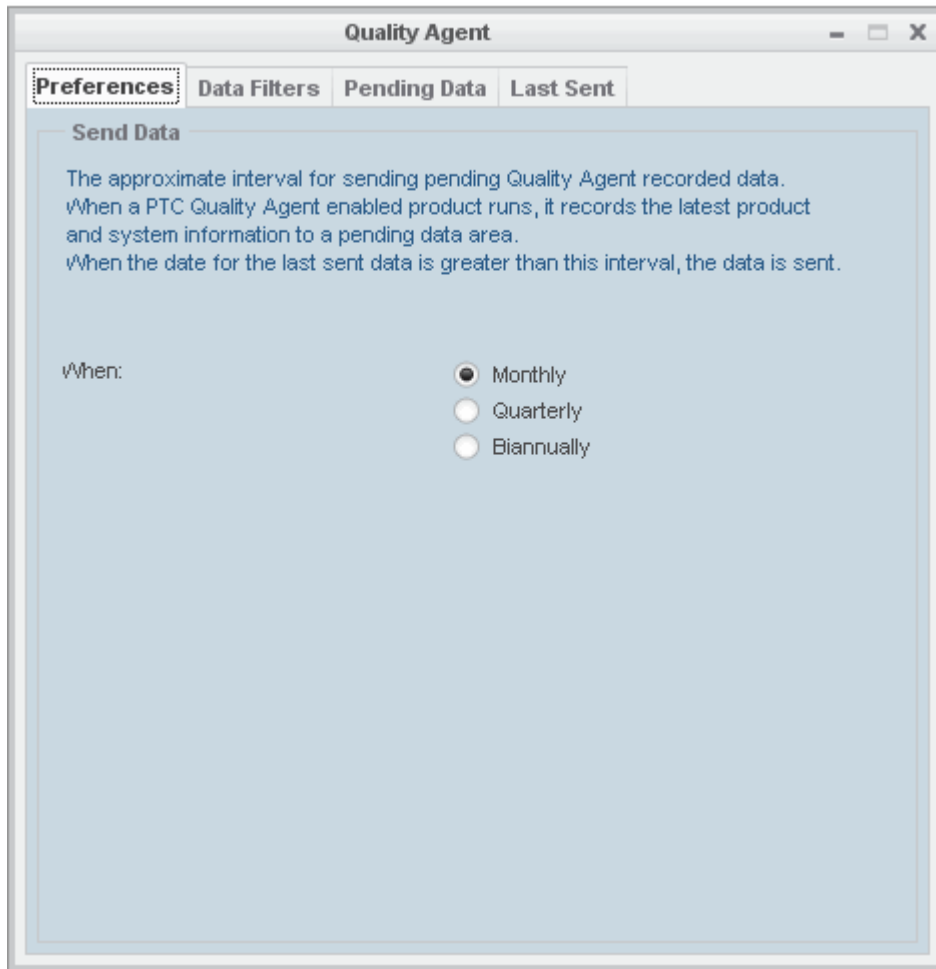 Quality Agent
Preferences Data Filters Pending Data Last Sent
Send Data
The approximate interval for sending pending Quality Agent recorded data.
When a PTC Quality Agent enabled product runs, it records the latest product
and system information to a pending data area.
When the date for the last sent data is greater than this interval, the data is sent.
When:
Monthly
Quarterly
Biannually